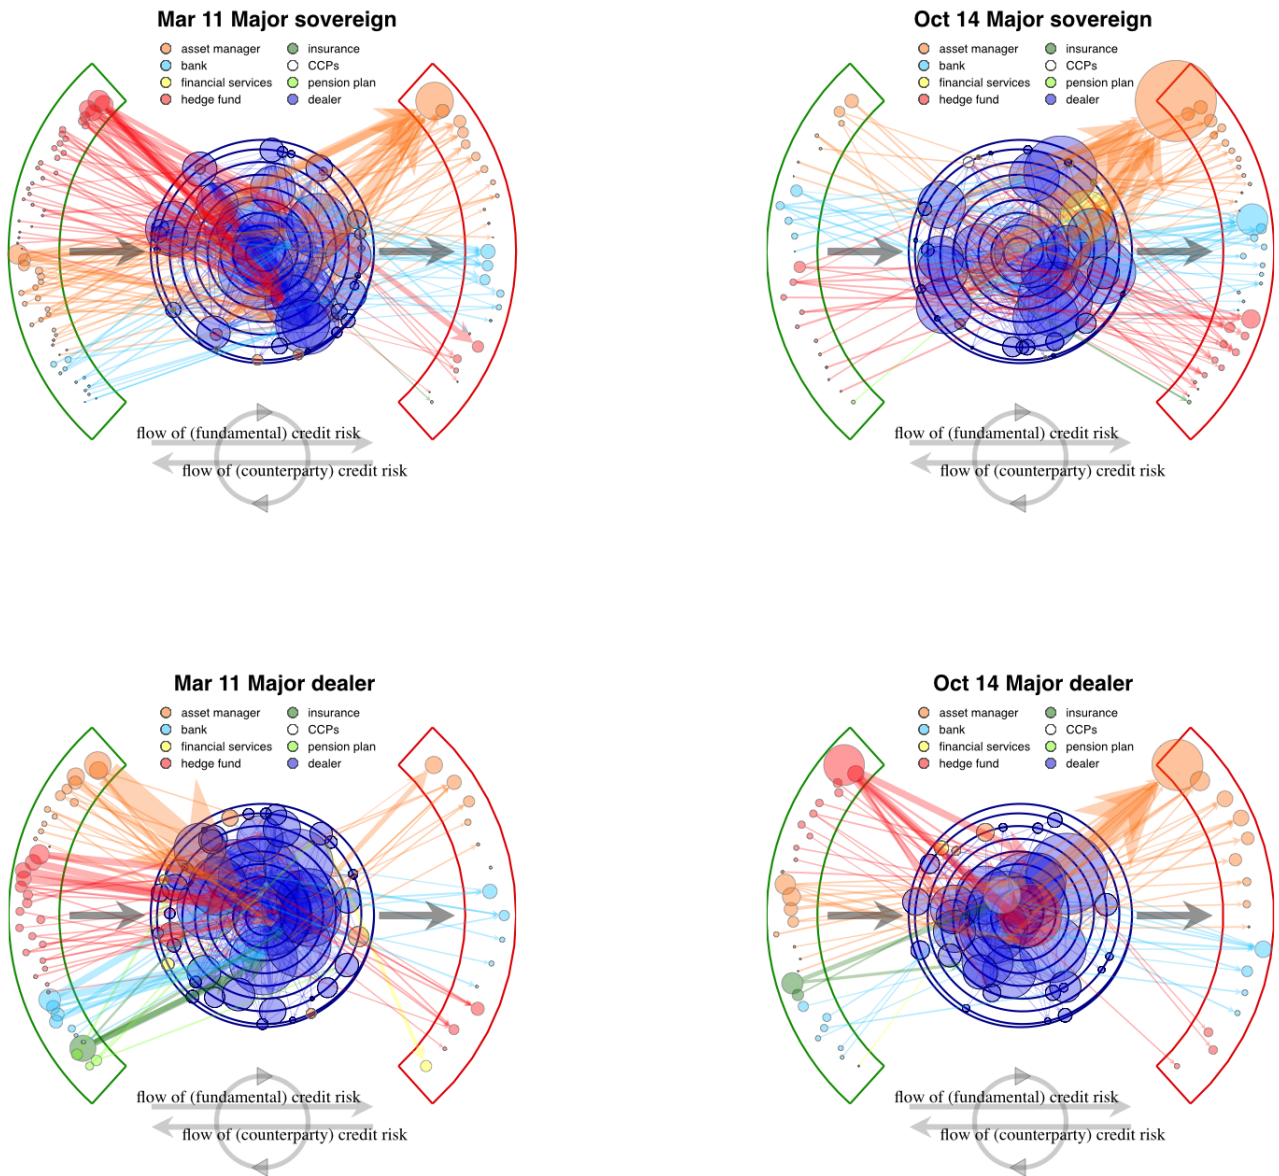 Mar 11 Major sovereign
asset manager
insurance
bank
CCPs
financial services
pension plan
hedge fund
dealer
flow of (fundamental) credit risk
flow of (counterparty) credit risk
Oct 14 Major sovereign
asset manager
insurance
bank
CCPs
financial services
pension plan
hedge fund
dealer
flow of (fundamental) credit risk
flow of (counterparty) credit risk
Mar 11 Major dealer
asset manager
insurance
bank
CCPs
financial services
pension plan
hedge fund
dealer
flow of (fundamental) credit risk
flow of (counterparty) credit risk
Oct 14 Major dealer
asset manager
insurance
bank
CCPs
financial services
pension plan
hedge fund
dealer
flow of (fundamental) credit risk
flow of (counterparty) credit risk